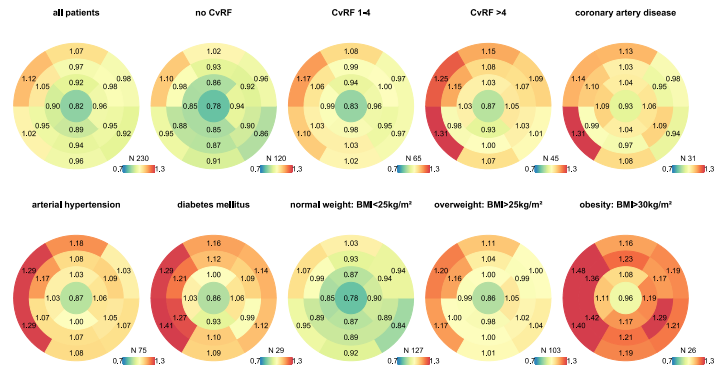 all patients
1.07
1.12 0.97 0.98
1.05 0.92 0.95
0.90 0.82 0.96
0.95 0.89 0.95
1.02 0.94 0.92
0.96
N 230
0.7 1.3
no CvRF
1.02
1.10 0.93 0.96
0.98 0.86 0.92
0.85 0.78 0.94
0.88 0.85 0.90
0.95 0.87 0.86
0.91
N 120
0.7 1.3
CvRF 1-4
1.08
1.17 0.99 1.00
1.06 0.94 0.97
1.00 0.83 0.96
1.03 0.93 0.97
1.10 0.98 0.95
1.02
N 65
0.7 1.3
CvRF >4
1.15
1.25 1.08 1.09
1.15 1.03 1.07
1.03 0.87 1.03
0.98 0.93 1.03
1.31 1.00 1.01
1.07
N 45
0.7 1.3
coronary artery disease
1.13
1.14 1.03 0.98
1.10 1.04 0.95
1.09 0.93 1.03
0.99 1.04 1.09
1.31 0.97 0.94
1.08
N 31
0.7 1.3
arterial hypertension
1.18
1.29 1.08 1.03
1.17 1.03 1.09
1.03 0.87 1.06
1.17 1.00 1.05
1.29 1.07 1.07
1.08
N 75
0.7 1.3
diabetes mellitus
1.16
1.29 1.12 1.14
1.21 1.04 1.09
1.03 0.86 1.06
1.27 0.93 0.99
1.41 1.10 1.12
1.09
N 29
0.7 1.3
normal weight: BMI<25kg/m²
1.03
1.07 0.93 0.94
1.00 0.87 0.94
0.85 0.78 0.90
0.89 0.87 0.89
0.95 0.89 0.84
0.92
N 127
0.7 1.3
overweight: BMI>25kg/m²
1.11
1.20 1.04 1.00
1.16 1.00 0.99
0.99 0.86 0.99
1.06 0.98 1.02
1.17 1.00 1.04
1.01
N 103
0.7 1.3
obesity: BMI>30kg/m²
1.16
1.48 1.23 1.17
1.36 1.08 1.19
1.11 0.96 1.19
1.42 1.17 1.29
1.40 1.21 1.21
1.19
N 26
0.7 1.3